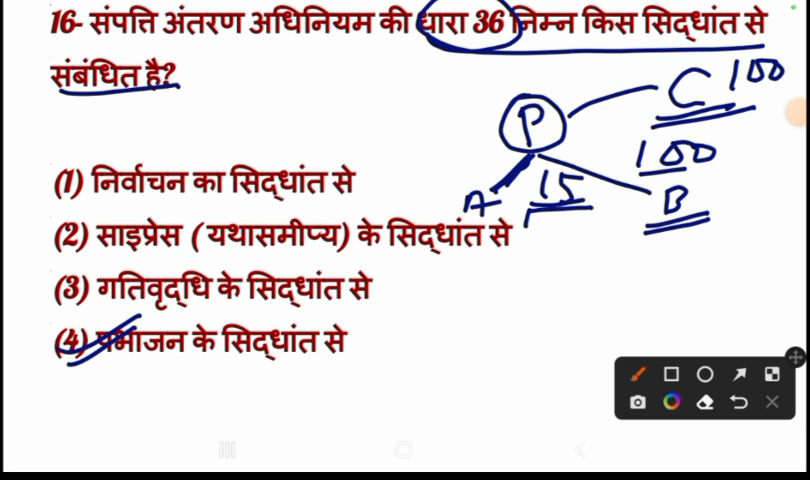 16- संपत्ति अंतरण अधिनियम की धारा 36 निम्न किस सिद्धांत से
संबंधित है?
C 100
P
100
(1) निर्वाचन का सिद्धांत से
A 15 B
(2) साइप्रेस ( यथासमीप्य) के सिद्धांत से
(3) गतिवृद्धि के सिद्धांत से
(4) प्रभाजन के सिद्धांत से